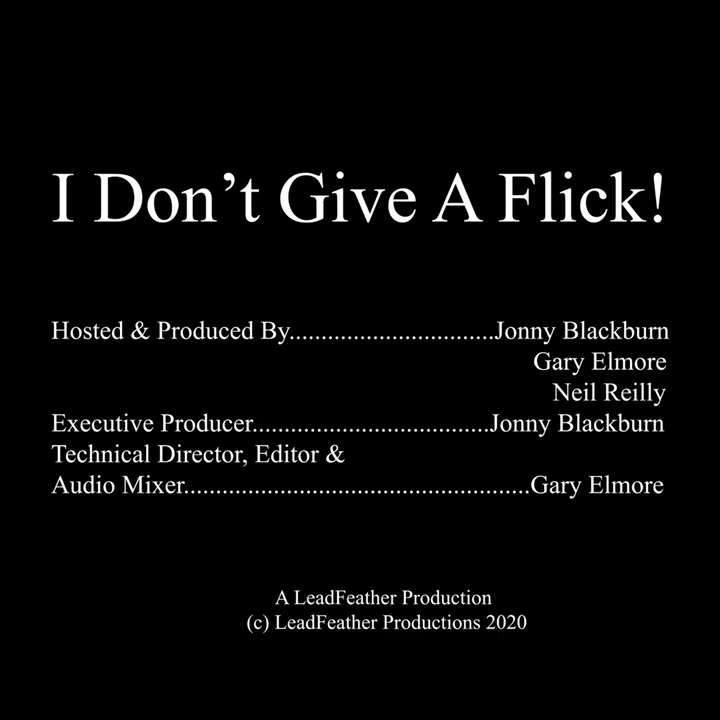 I Don’t Give A Flick!
Hosted & Produced By................................Jonny Blackburn
Gary Elmore
Neil Reilly
Executive Producer.....................................Jonny Blackburn
Technical Director, Editor &
Audio Mixer......................................................Gary Elmore
A LeadFeather Production
(c) LeadFeather Productions 2020